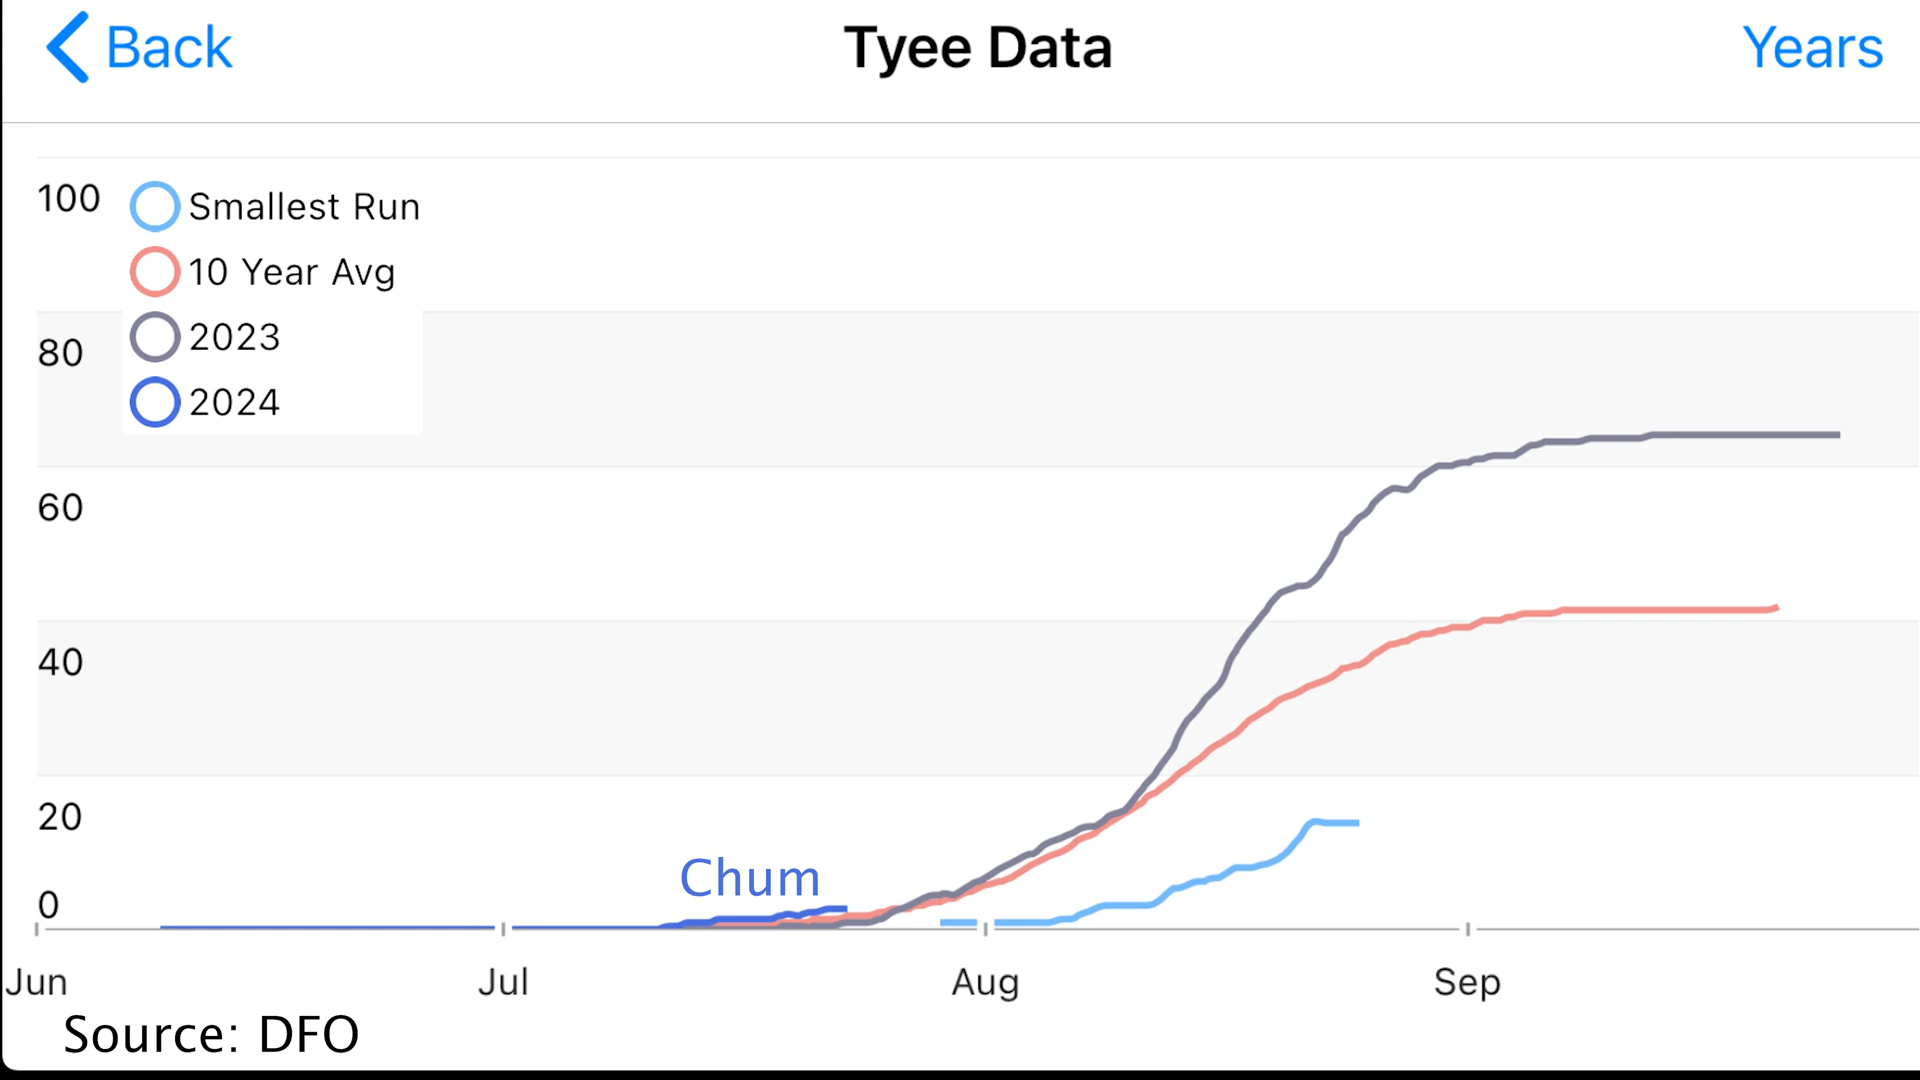 Back
Tyee Data
Years
100
Smallest Run
10 Year Avg
80
2023
2024
60
40
20
Chum
0
Jun
Jul
Aug
Sep
Source: DFO